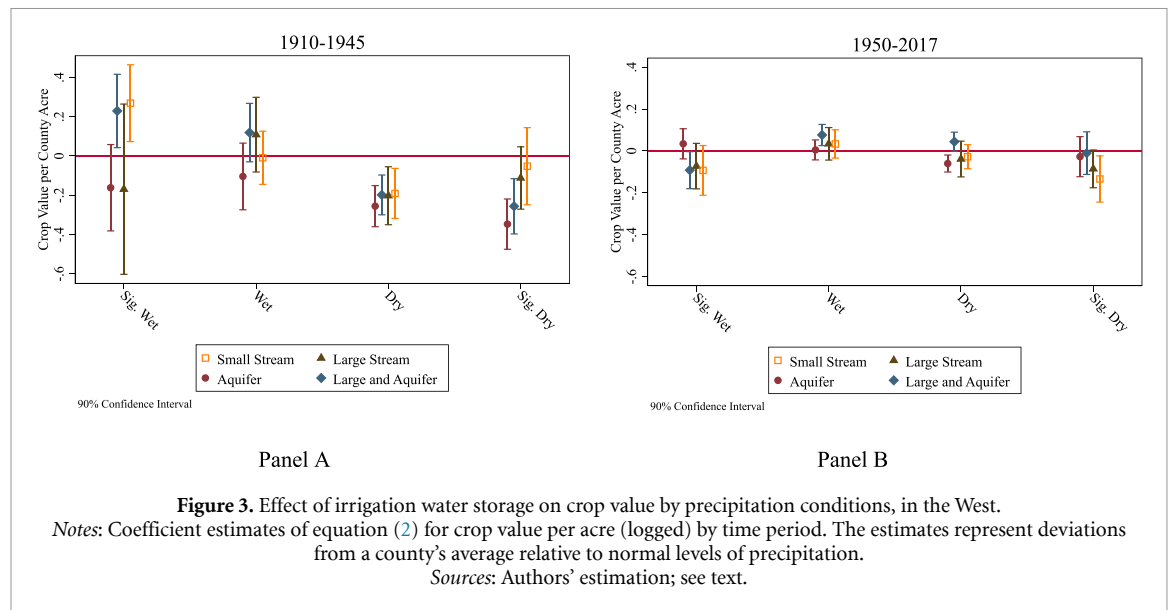 1910-1945
Crop Value per County Acre
.4
.2
0
-.2
-.4
-.6
Sig. Wet
Wet
Dry
Sig. Dry
Small Stream
Large Stream
Aquifer
Large and Aquifer
90% Confidence Interval
Panel A
1950-2017
Crop Value per County Acre
.4
.2
0
-.2
-.4
-.6
Sig. Wet
Wet
Dry
Sig. Dry
Small Stream
Large Stream
Aquifer
Large and Aquifer
90% Confidence Interval
Panel B
Figure 3. Effect of irrigation water storage on crop value by precipitation conditions, in the West.
Notes: Coefficient estimates of equation (2) for crop value per acre (logged) by time period. The estimates represent deviations
from a county's average relative to normal levels of precipitation.
Sources: Authors' estimation; see text.